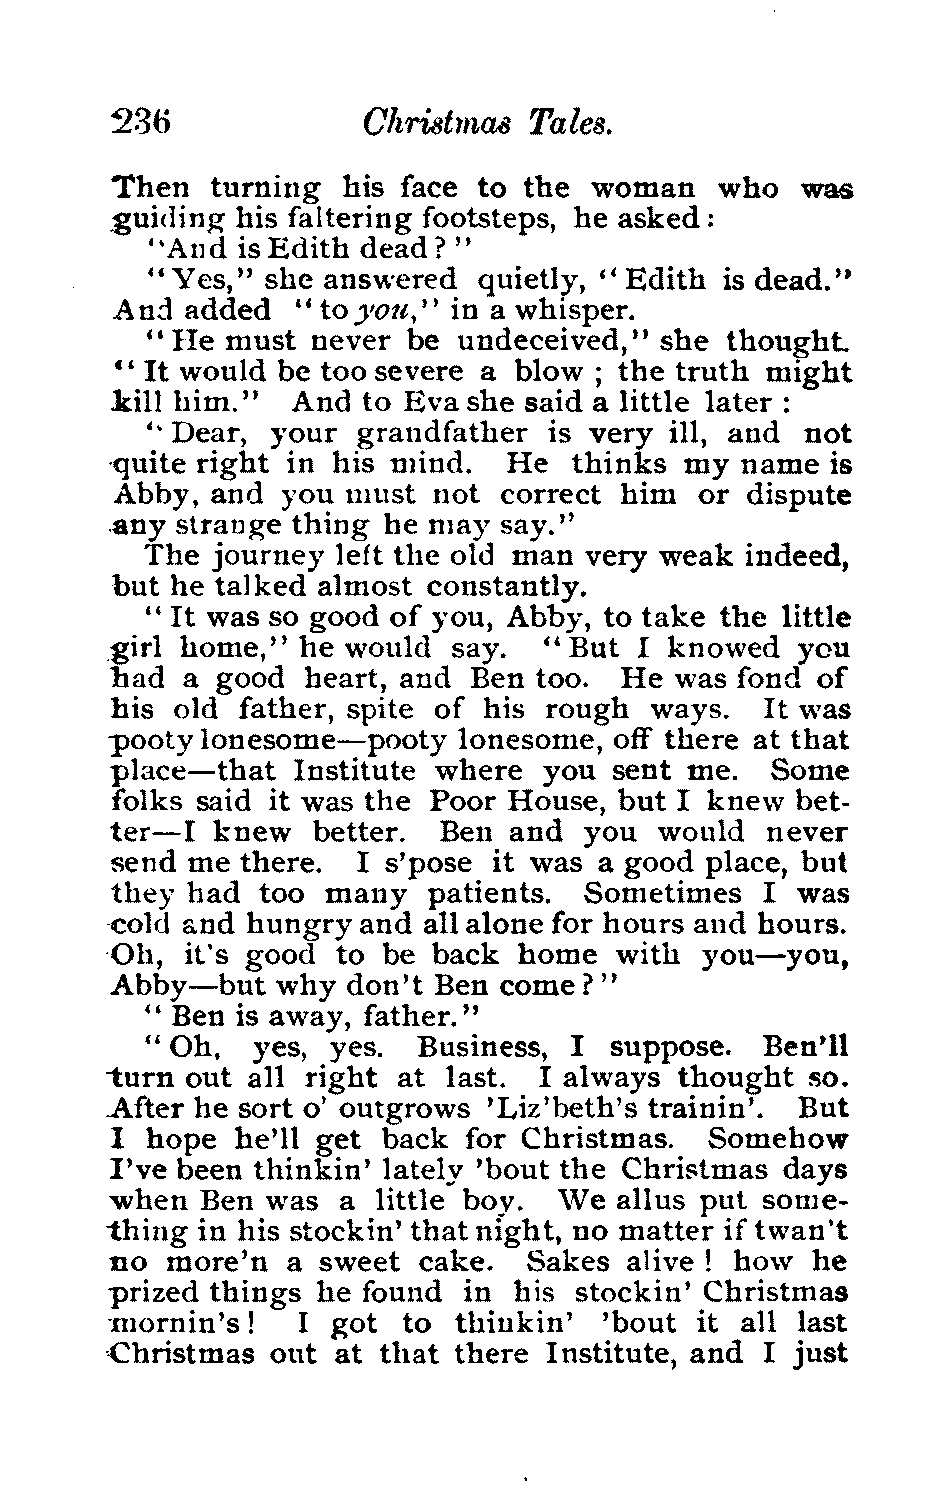 236 Christmas Tales.
Then turning his face to the woman who was
guiding his faltering footsteps, he asked:
"And is Edith dead?"
"Yes," she answered quietly, "Edith is dead."
And added "to you," in a whisper.
"He must never be undeceived," she thought.
"It would be too severe a blow; the truth might
kill him." And to Eva she said a little later:
"Dear, your grandfather is very ill, and not
quite right in his mind. He thinks my name is
Abby, and you must not correct him or dispute
any strange thing he may say."
The journey left the old man very weak indeed,
but he talked almost constantly.
"It was so good of you, Abby, to take the little
girl home," he would say. "But I knowed you
had a good heart, and Ben too. He was fond of
his old father, spite of his rough ways. It was
pooty lonesome—pooty lonesome, off there at that
place—that Institute where you sent me. Some
folks said it was the Poor House, but I knew bet-
ter—I knew better. Ben and you would never
send me there. I s'pose it was a good place, but
they had too many patients. Sometimes I was
cold and hungry and all alone for hours and hours.
Oh, it's good to be back home with you—you,
Abby—but why don't Ben come?"
"Ben is away, father."
"Oh, yes, yes. Business, I suppose. Ben'll
turn out all right at last. I always thought so.
After he sort o' outgrows 'Liz'beth's trainin'. But
I hope he'll get back for Christmas. Somehow
I've been thinkin' lately 'bout the Christmas days
when Ben was a little boy. We allus put some-
thing in his stockin' that night, no matter if twan't
no more'n a sweet cake. Sakes alive! how he
prized things he found in his stockin' Christmas
mornin's! I got to thinkin' 'bout it all last
Christmas out at that there Institute, and I just